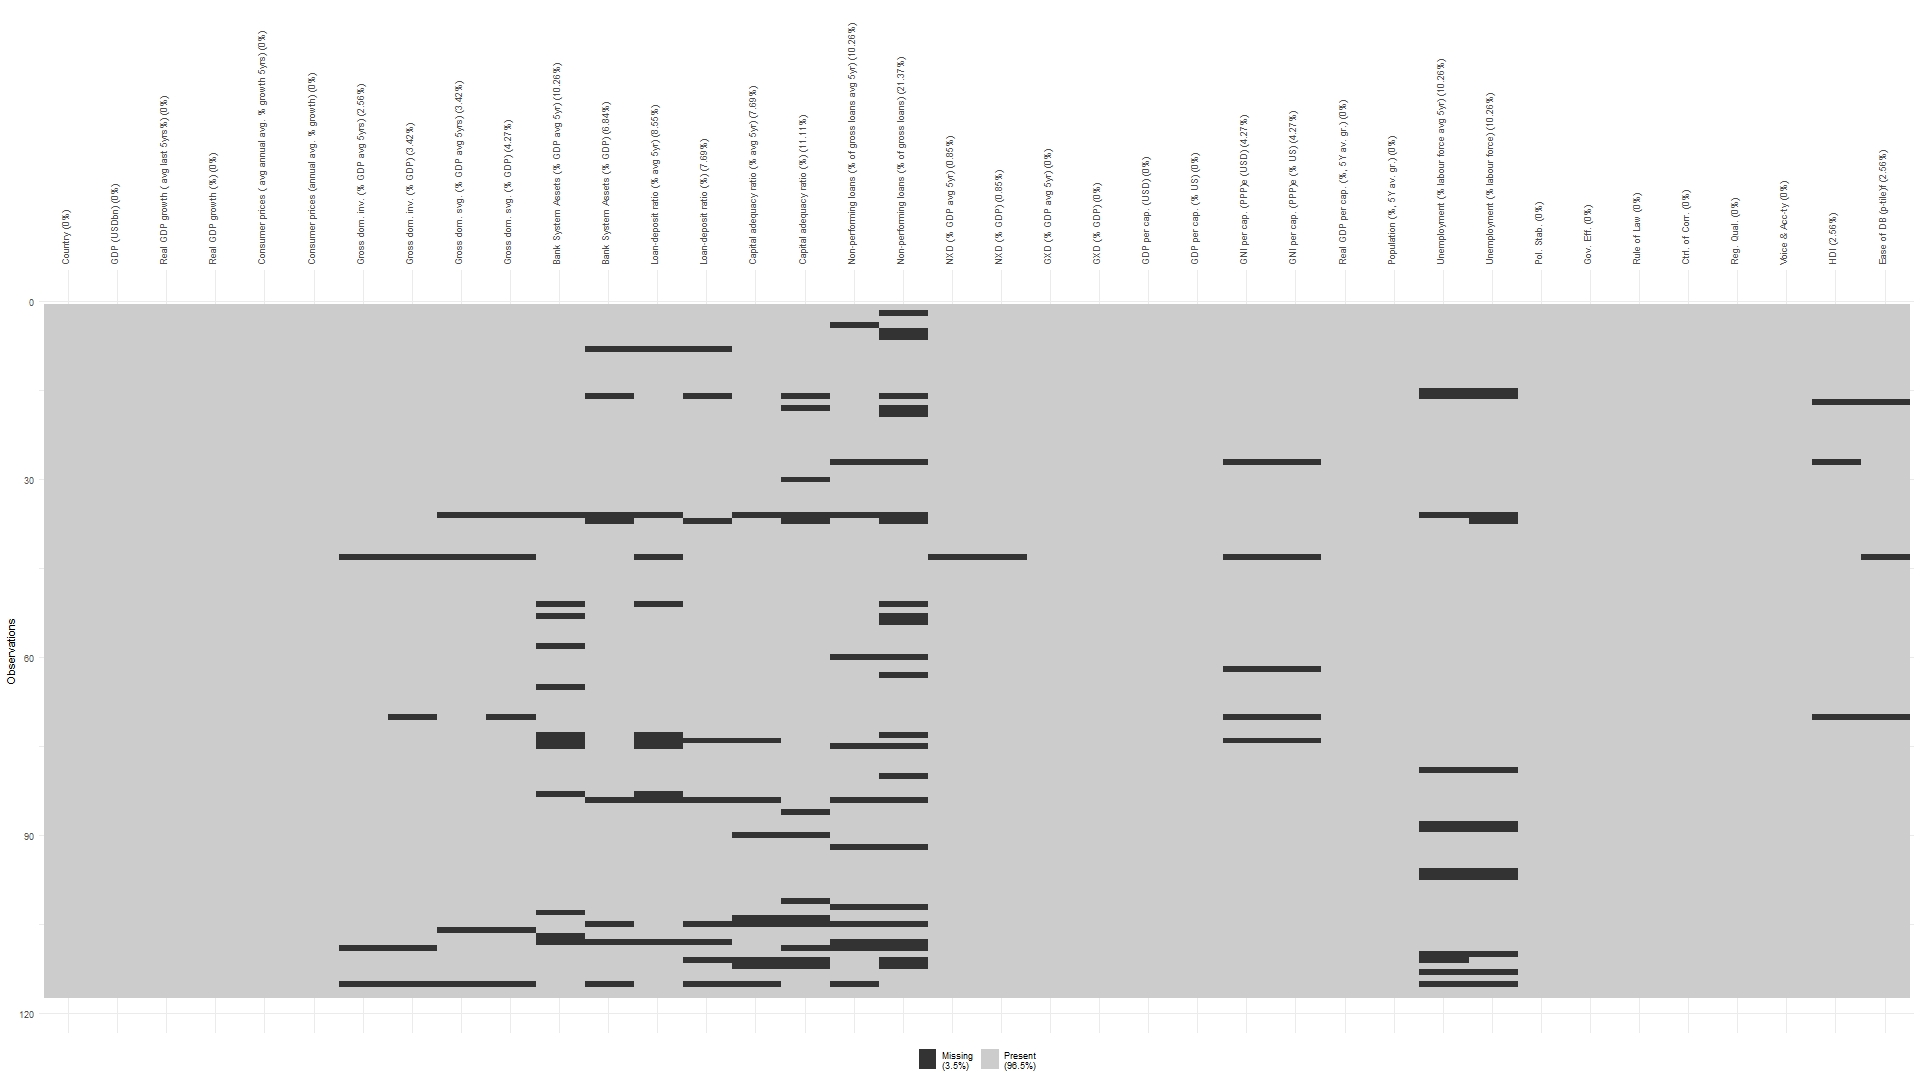 Country (0%)
GDP (USDbn) (0%)
Real GDP growth ( avg last 5yrs%) (0%)
Real GDP growth (%) (0%)
Consumer prices ( avg annual avg. % growth 5yrs) (0%)
Consumer prices (annual avg. % growth) (0%)
Gross dom. inv. (% GDP avg 5yrs) (2.56%)
Gross dom. inv. (% GDP) (3.42%)
Gross dom. svg. (% GDP avg 5yrs) (3.42%)
Gross dom. svg. (% GDP) (4.27%)
Bank System Assets (% GDP avg 5yr) (10.26%)
Bank System Assets (% GDP) (6.84%)
Loan-deposit ratio (% avg 5yr) (8.55%)
Loan-deposit ratio (%) (7.69%)
Capital adequacy ratio (% avg 5yr) (7.69%)
Capital adequacy ratio (%) (11.11%)
Non-performing loans (% of gross loans avg 5yr) (10.26%)
Non-performing loans (% of gross loans) (21.37%)
NXD (% GDP avg 5yr) (0.85%)
NXD (% GDP) (0.85%)
GXD (% GDP avg 5yr) (0%)
GXD (% GDP) (0%)
GDP per cap. (USD) (0%)
GDP per cap. (% US) (0%)
GNI per cap. (PPP)e (USD) (4.27%)
GNI per cap. (PPP)e (% US) (4.27%)
Real GDP per cap. (%, 5Y av. gr.) (0%)
Population (%, 5Y av. gr.) (0%)
Unemployment (% labour force avg 5yr) (10.26%)
Unemployment (% labour force) (10.26%)
Pol. Stab. (0%)
Gov. Eff. (0%)
Rule of Law (0%)
Ctrl. of Corr. (0%)
Reg. Qual. (0%)
Voice & Acc-ty (0%)
HDI (2.56%)
Ease of DB (p-tile)f (2.56%)
0
30
60
90
120
Observations
Missing
(3.5%)
Present
(96.5%)